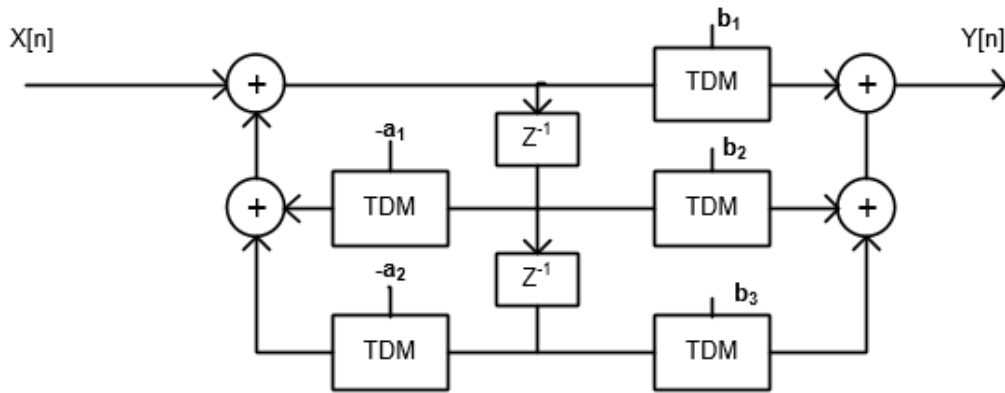 X[n]
b₁
Y[n]
+
TDM
+
Z⁻¹
-a₁
b₂
+
TDM
TDM
+
Z⁻¹
-a₂
b₃
TDM
TDM